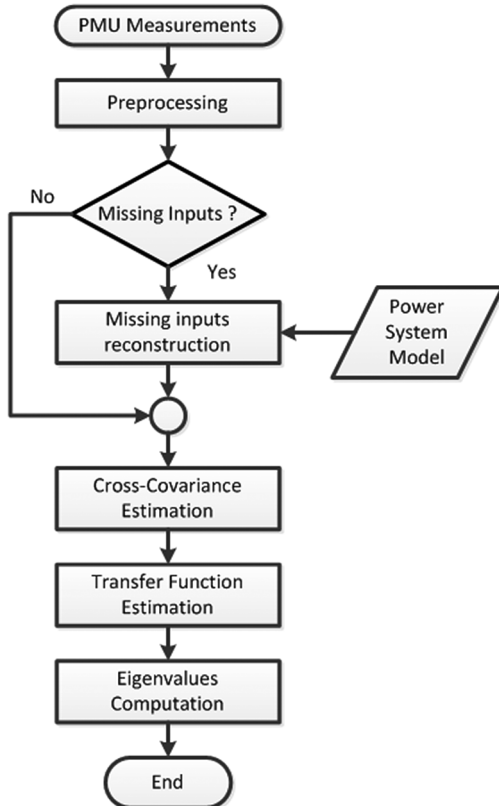 PMU Measurements
Preprocessing
No
Missing Inputs ?
Yes
Missing inputs
reconstruction
Power
System
Model
Cross-Covariance
Estimation
Transfer Function
Estimation
Eigenvalues
Computation
End